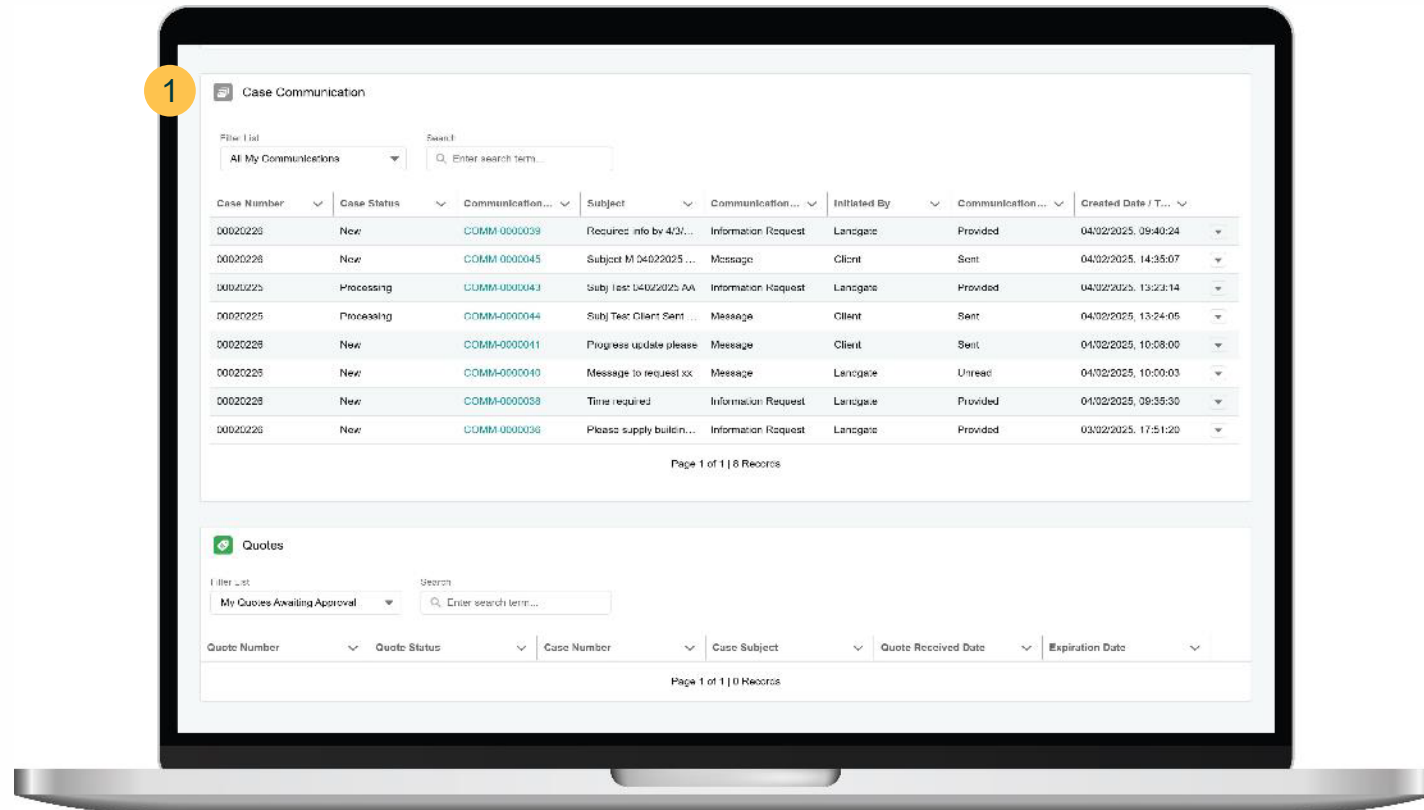 1
Case Communication
Filter List Search
All My Communications Enter search term...
Case Number Case Status Communication... Subject Communication... Initiated By Communication... Created Date / T...
00020226 New COMM-0000039 Required info by 4/3/... Information Request Landgate Provided 04/02/2025, 09:40:24
00020226 New COMM-0000045 Subject M 04022025 ... Message Client Sent 04/02/2025, 14:35:07
00020225 Processing COMM-0000043 Subj Test 04022025 AA Information Request Landgate Provided 04/02/2025, 13:23:14
00020225 Processing COMM-0000044 Subj Test Client Sent ... Message Client Sent 04/02/2025, 13:24:05
00020226 New COMM-0000041 Progress update please Message Client Sent 04/02/2025, 10:08:00
00020226 New COMM-0000040 Message to request xx Message Landgate Unread 04/02/2025, 10:00:03
00020226 New COMM-0000038 Time required Information Request Landgate Provided 04/02/2025, 09:35:30
00020226 New COMM-0000036 Please supply buildin... Information Request Landgate Provided 03/02/2025, 17:51:20
Page 1 of 1 | 8 Records
Quotes
Filter List Search
My Quotes Awaiting Approval Enter search term...
Quote Number Quote Status Case Number Case Subject Quote Received Date Expiration Date
Page 1 of 1 | 0 Records